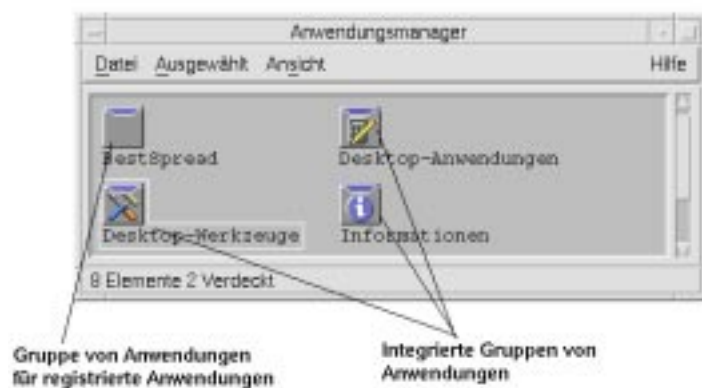 Anwendungsmanager
Datei Ausgewählt Ansicht Hilfe
BestSpread Desktop-Anwendungen
Desktop-Werkzeuge Informationen
8 Elemente 2 Verdeckt
Gruppe von Anwendungen
für registrierte Anwendungen
Integrierte Gruppen von
Anwendungen